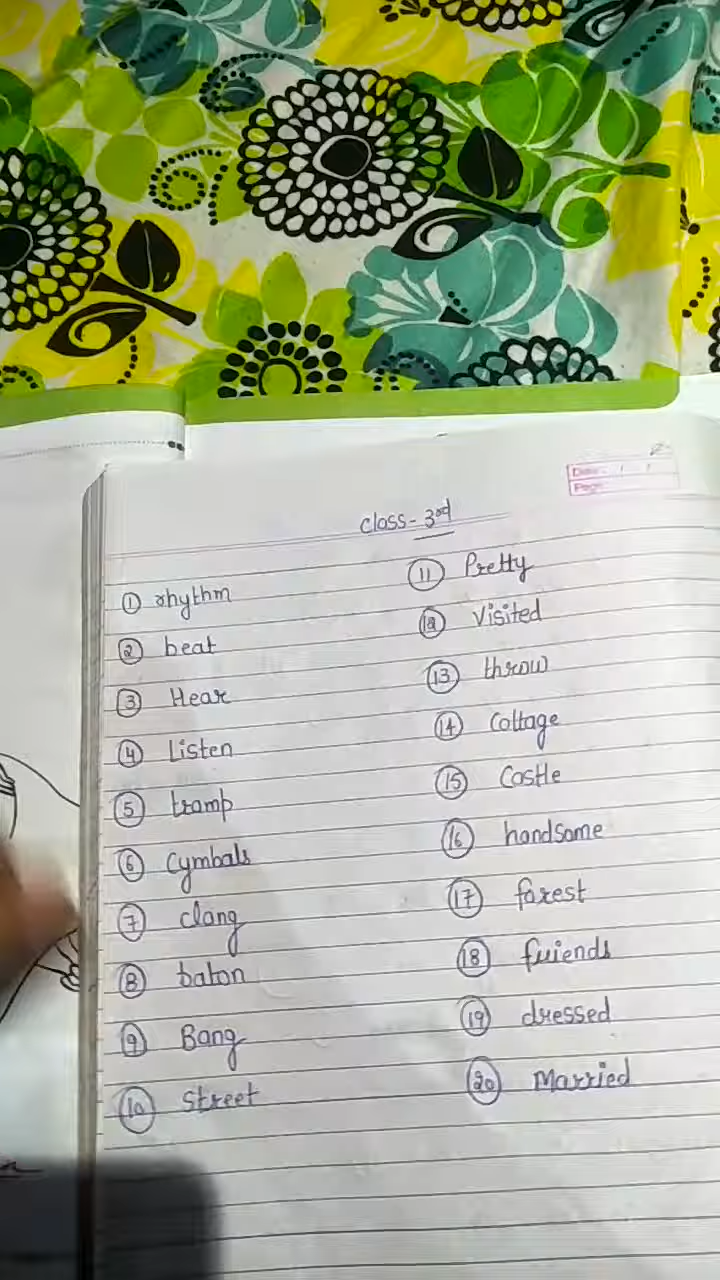 Date: / /
Page:
Class-3rd
① rhythm
② beat
③ Hear
④ Listen
⑤ tramp
⑥ Cymbals
⑦ clang
⑧ baton
⑨ Bang
⑩ Street
⑪ Pretty
⑫ Visited
⑬ throw
⑭ Cottage
⑮ Castle
⑯ handsome
⑰ forest
⑱ friends
⑲ dressed
⑳ Married